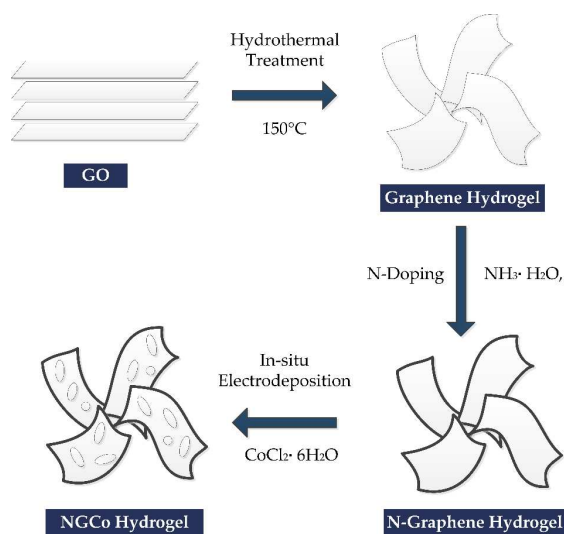 Hydrothermal
Treatment
150°C
GO
Graphene Hydrogel
N-Doping
NH₃· H₂O,
In-situ
Electrodeposition
CoCl₂· 6H₂O
NGCo Hydrogel
N-Graphene Hydrogel